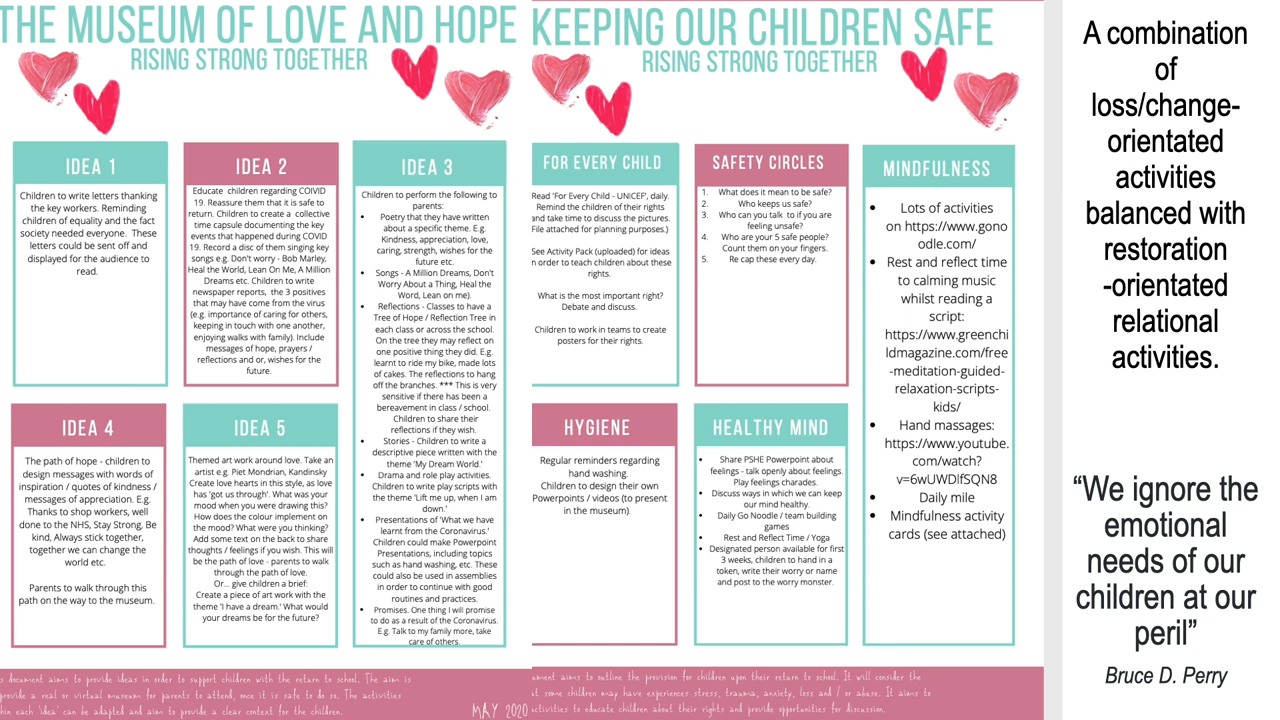 THE MUSEUM OF LOVE AND HOPE
RISING STRONG TOGETHER
IDEA 1
Children to write letters thanking
the key workers. Reminding
children of equality and the fact
society needed everyone. These
letters could be sent off and
displayed for the audience to
read.
IDEA 2
Educate children regarding COIVID
19. Reassure them that it is safe to
return. Children to create a collective
time capsule documenting the key
events that happened during COVID
19. Record a disc of them singing key
songs e.g. Don't worry - Bob Marley,
Heal the World, Lean On Me, A Million
Dreams etc. Children to write
newspaper reports, the 3 positives
that may have come from the virus
(e.g. importance of caring for others,
keeping in touch with one another,
enjoying walks with family). Include
messages of hope, prayers /
reflections and or, wishes for the
future.
IDEA 3
Children to perform the following to
parents:
• Poetry that they have written
about a specific theme. E.g.
Kindness, appreciation, love,
caring, strength, wishes for the
future etc.
• Songs - A Million Dreams, Don't
Worry About a Thing, Heal the
Word, Lean on me).
• Reflections - Classes to have a
Tree of Hope / Reflection Tree in
each class or across the school.
On the tree they may reflect on
one positive thing they did. E.g.
learnt to ride my bike, made lots
of cakes. The reflections to hang
off the branches. *** This is very
sensitive if there has been a
bereavement in class / school.
Children to share their
reflections if they wish.
• Stories - Children to write a
descriptive piece written with the
theme 'My Dream World.'
• Drama and role play activities.
Children to write play scripts with
the theme 'Lift me up, when I am
down.'
• Presentations of 'What we have
learnt from the Coronavirus.'
Children could make Powerpoint
Presentations, including topics
such as hand washing, etc. These
could also be used in assemblies
in order to continue with good
routines and practices.
• Promises. One thing I will promise
to do as a result of the Coronavirus.
E.g. Talk to my family more, take
care of others.
IDEA 4
The path of hope - children to
design messages with words of
inspiration / quotes of kindness /
messages of appreciation. E.g.
Thanks to shop workers, well
done to the NHS, Stay Strong, Be
kind, Always stick together,
together we can change the
world etc.
Parents to walk through this
path on the way to the museum.
IDEA 5
Themed art work around love. Take an
artist e.g. Piet Mondrian, Kandinsky
Create love hearts in this style, as love
has 'got us through'. What was your
mood when you were drawing this?
How does the colour implement on
the mood? What were you thinking?
Add some text on the back to share
thoughts / feelings if you wish. This will
be the path of love - parents to walk
through the path of love.
Or... give children a brief:
Create a piece of art work with the
theme 'I have a dream.' What would
your dreams be for the future?
s document aims to provide ideas in order to support children with the return to school. The aim is
provide a real or virtual museum for parents to attend, once it is safe to do so. The activities
hin each 'idea' can be adapted and aim to provide a clear context for the children.
MAY 2020
KEEPING OUR CHILDREN SAFE
RISING STRONG TOGETHER
FOR EVERY CHILD
Read 'For Every Child - UNICEF', daily.
Remind the children of their rights
and take time to discuss the pictures.
File attached for planning purposes.)
See Activity Pack (uploaded) for ideas
n order to teach children about these
rights.
What is the most important right?
Debate and discuss.
Children to work in teams to create
posters for their rights.
SAFETY CIRCLES
1. What does it mean to be safe?
2. Who keeps us safe?
3. Who can you talk to if you are
feeling unsafe?
4. Who are your 5 safe people?
Count them on your fingers.
5. Re cap these every day.
MINDFULNESS
• Lots of activities
on https://www.gono
odle.com/
• Rest and reflect time
to calming music
whilst reading a
script:
https://www.greenchi
ldmagazine.com/free
-meditation-guided-
relaxation-scripts-
kids/
• Hand massages:
https://www.youtube.
com/watch?
v=6wUWDlfSQN8
• Daily mile
• Mindfulness activity
cards (see attached)
HYGIENE
Regular reminders regarding
hand washing.
Children to design their own
Powerpoints / videos (to present
in the museum).
HEALTHY MIND
• Share PSHE Powerpoint about
feelings - talk openly about feelings.
Play feelings charades.
• Discuss ways in which we can keep
our mind healthy.
• Daily Go Noodle / team building
games
• Rest and Reflect Time / Yoga
• Designated person available for first
3 weeks, children to hand in a
token, write their worry or name
and post to the worry monster.
ument aims to outline the provision for children upon their return to school. It will consider the
t some children may have experiences stress, trauma, anxiety, loss and / or abuse. It aims to
activities to educate children about their rights and provide opportunities for discussion.
A combination
of
loss/change-
orientated
activities
balanced with
restoration
-orientated
relational
activities.
“We ignore the
emotional
needs of our
children at our
peril”
Bruce D. Perry